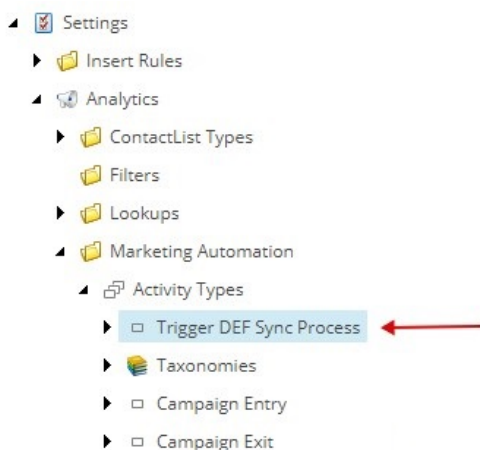 Settings
Insert Rules
Analytics
ContactList Types
Filters
Lookups
Marketing Automation
Activity Types
Trigger DEF Sync Process
Taxonomies
Campaign Entry
Campaign Exit